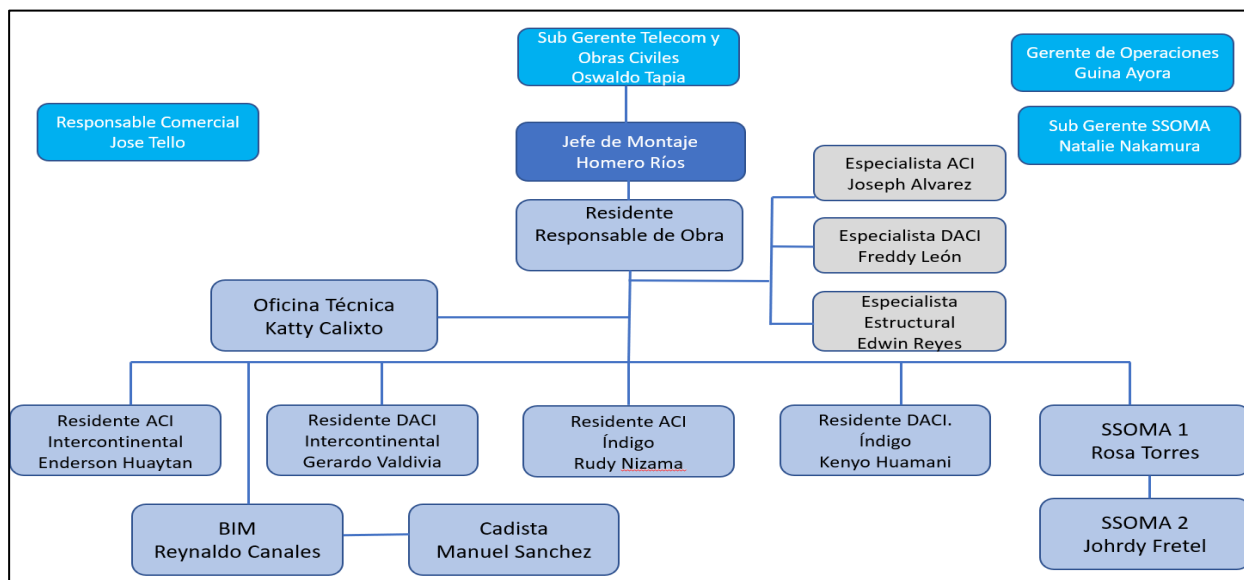 Sub Gerente Telecom y
Obras Civiles
Oswaldo Tapia
Gerente de Operaciones
Guina Ayora
Responsable Comercial
Jose Tello
Sub Gerente SSOMA
Natalie Nakamura
Jefe de Montaje
Homero Ríos
Especialista ACI
Joseph Alvarez
Residente
Responsable de Obra
Especialista DACI
Freddy León
Oficina Técnica
Katty Calixto
Especialista
Estructural
Edwin Reyes
Residente ACI
Intercontinental
Enderson Huaytan
Residente DACI
Intercontinental
Gerardo Valdivia
Residente ACI
Índigo
Rudy Nizama
Residente DACI.
Índigo
Kenyo Huamani
SSOMA 1
Rosa Torres
BIM
Reynaldo Canales
Cadista
Manuel Sanchez
SSOMA 2
Johrdy Fretel